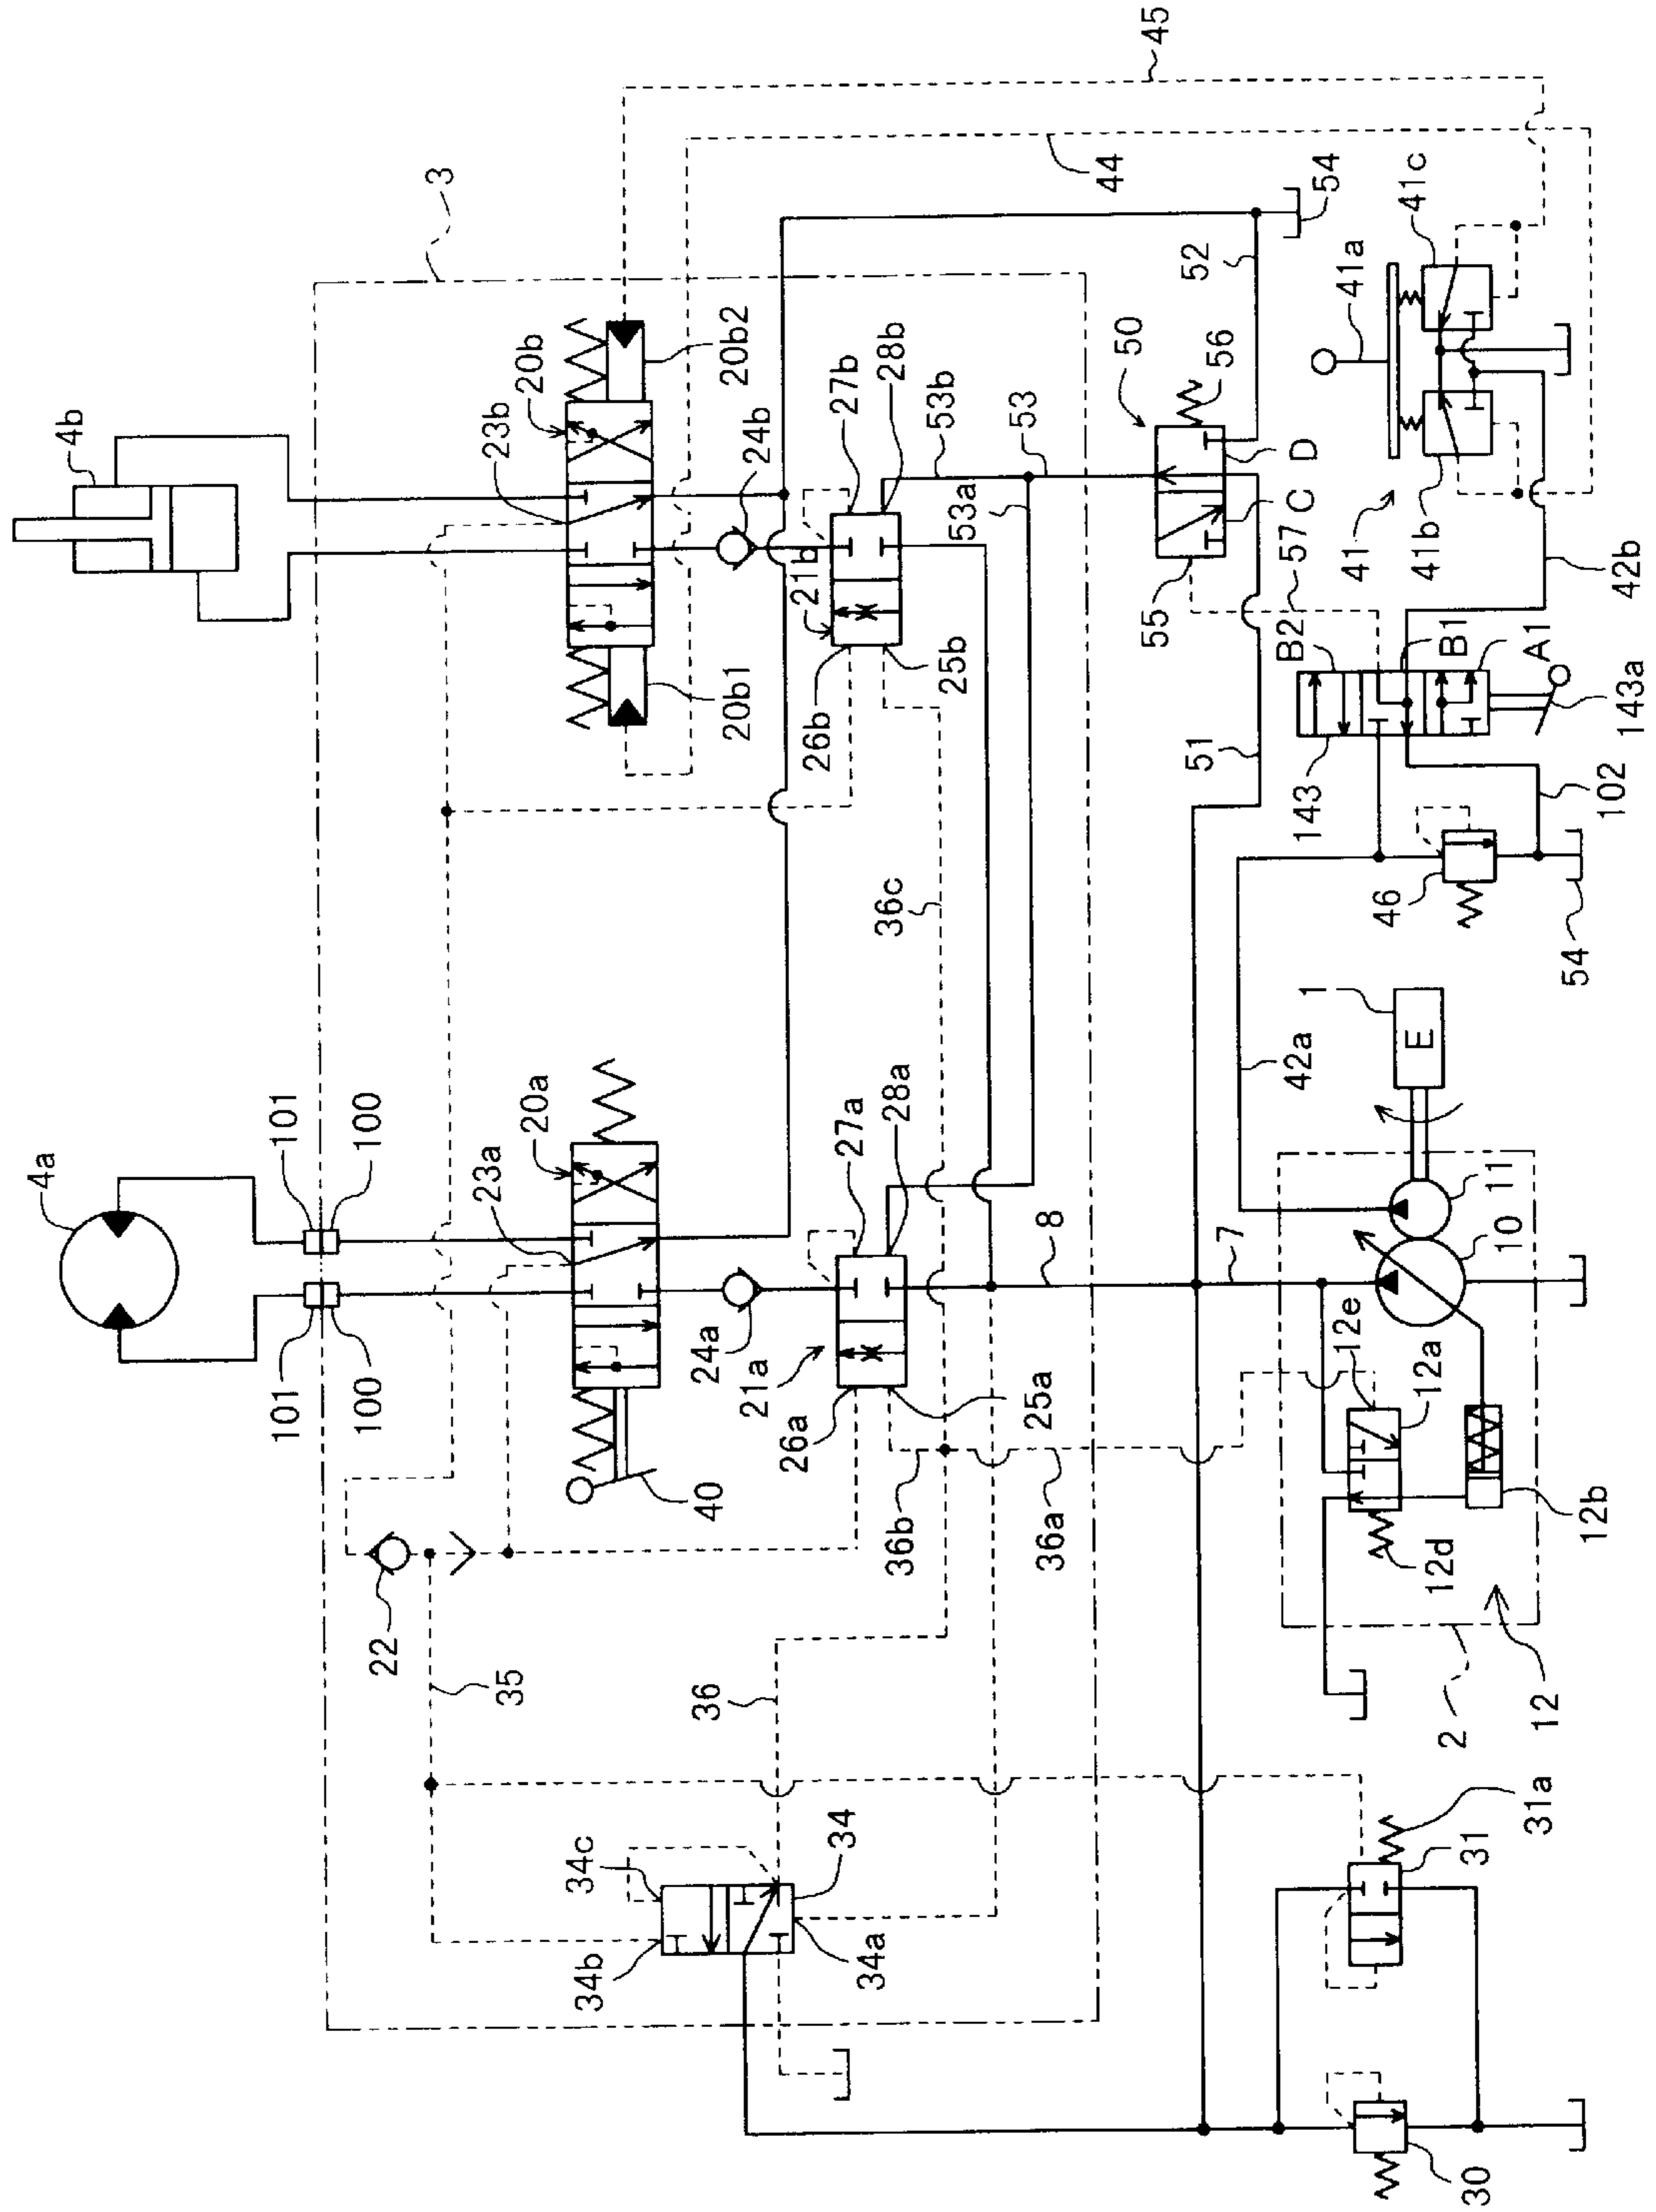 45
3
44
54
41c
41a
52
4b
20b
20b2
23b
24b
27b
28b
53b
53
50
56
53a
D
C
41
41b
21b
57
42b
55
B2
B1
A1
26b
25b
20b1
143a
51
143
102
36c
46
54
1
E
42a
4a
101
100
20a
23a
27a
28a
8
7
11
10
101
100
24a
21a
26a
25a
12e
12a
40
36b
36a
12d
12b
22
35
36
2
12
34c
34
34b
34a
31a
31
30